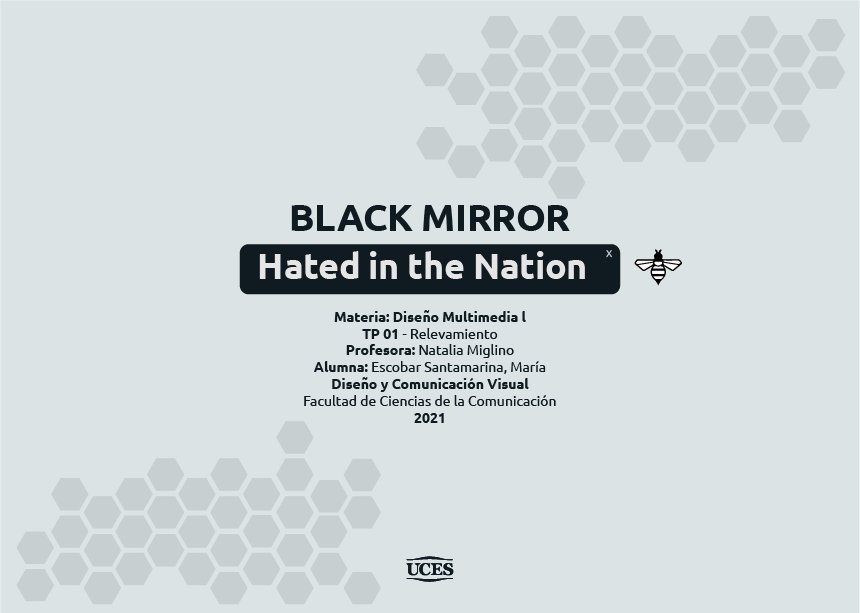 BLACK MIRROR
Hated in the Nation x
Materia: Diseño Multimedia l
TP 01 - Relevamiento
Profesora: Natalia Miglino
Alumna: Escobar Santamarina, María
Diseño y Comunicación Visual
Facultad de Ciencias de la Comunicación
2021
UCES